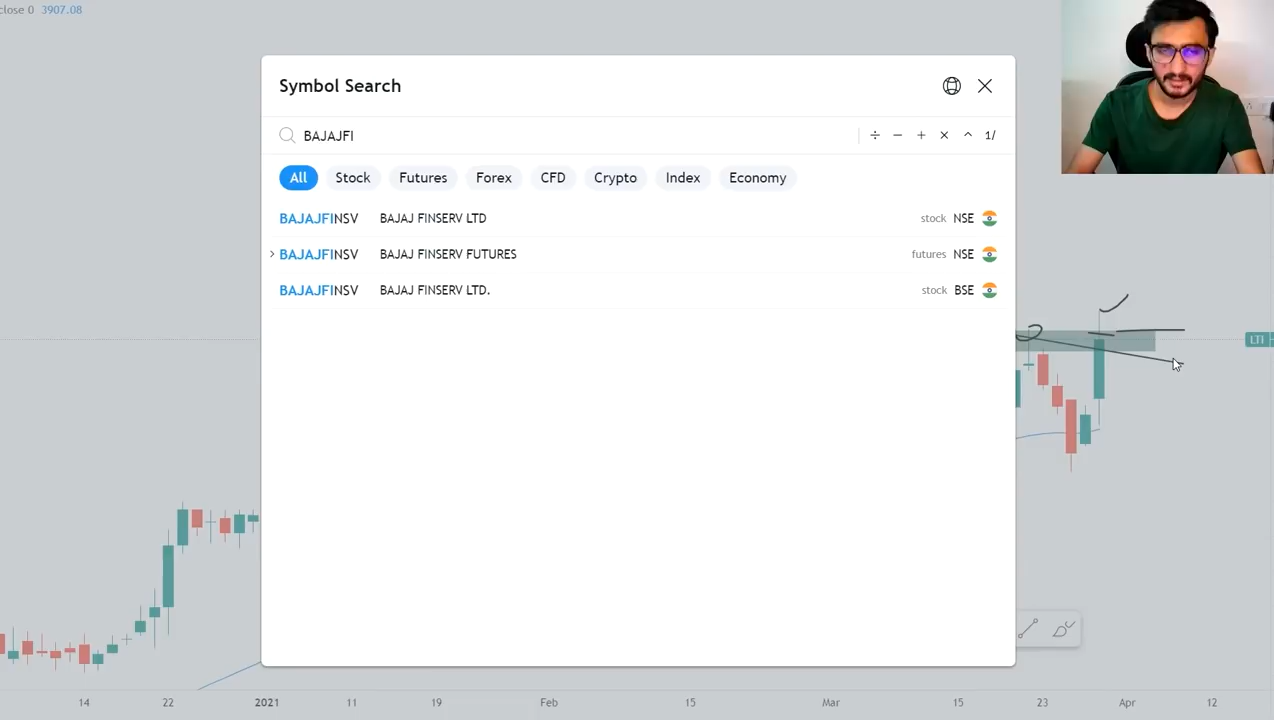 close 0 3907.08
Symbol Search
BAJAJFI ÷ − + × ^ 1/
All Stock Futures Forex CFD Crypto Index Economy
BAJAJFINSV BAJAJ FINSERV LTD stock NSE
BAJAJFINSV BAJAJ FINSERV FUTURES futures NSE
BAJAJFINSV BAJAJ FINSERV LTD. stock BSE
LTI
14 22 2021 11 19 Feb 15 Mar 15 23 Apr 12